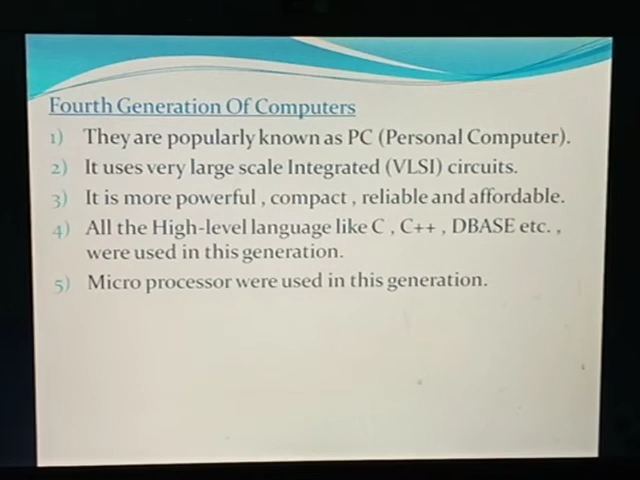 Fourth Generation Of Computers
1) They are popularly known as PC (Personal Computer).
2) It uses very large scale Integrated (VLSI) circuits.
3) It is more powerful , compact , reliable and affordable.
4) All the High-level language like C , C++ , DBASE etc. ,
were used in this generation.
5) Micro processor were used in this generation.